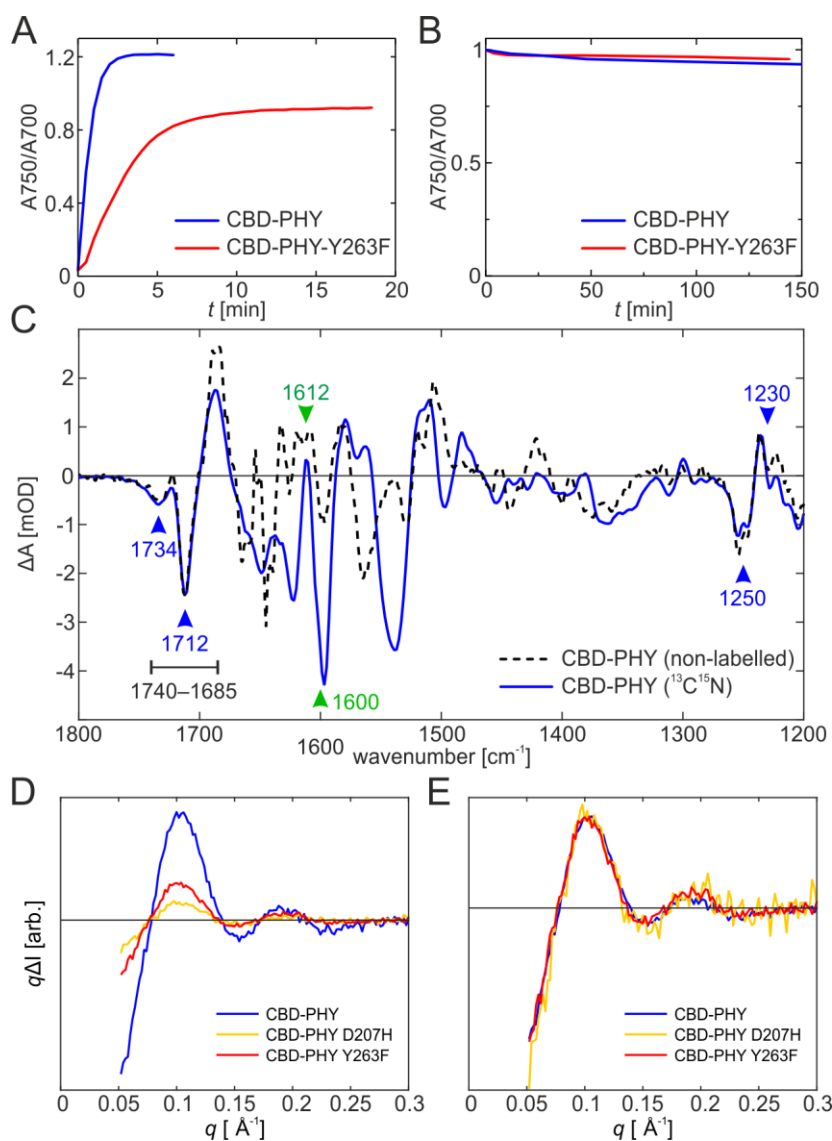 A
A750/A700
1.2
0.8
0.4
0
0
5
10
15
20
t [min]
CBD-PHY
CBD-PHY-Y263F
B
A750/A700
1
0.5
0
0
50
100
150
t [min]
CBD-PHY
CBD-PHY-Y263F
C
ΔA [mOD]
2
1
0
-1
-2
-3
-4
1612
1230
1734
1712
1740–1685
1600
1250
CBD-PHY (non-labelled)
CBD-PHY (¹³C¹⁵N)
1800
1700
1600
1500
1400
1300
1200
wavenumber [cm⁻¹]
D
qΔI [arb.]
CBD-PHY
CBD-PHY D207H
CBD-PHY Y263F
0
0.05
0.1
0.15
0.2
0.25
0.3
q [ Å⁻¹]
E
CBD-PHY
CBD-PHY D207H
CBD-PHY Y263F
0
0.05
0.1
0.15
0.2
0.25
0.3
q [ Å⁻¹]